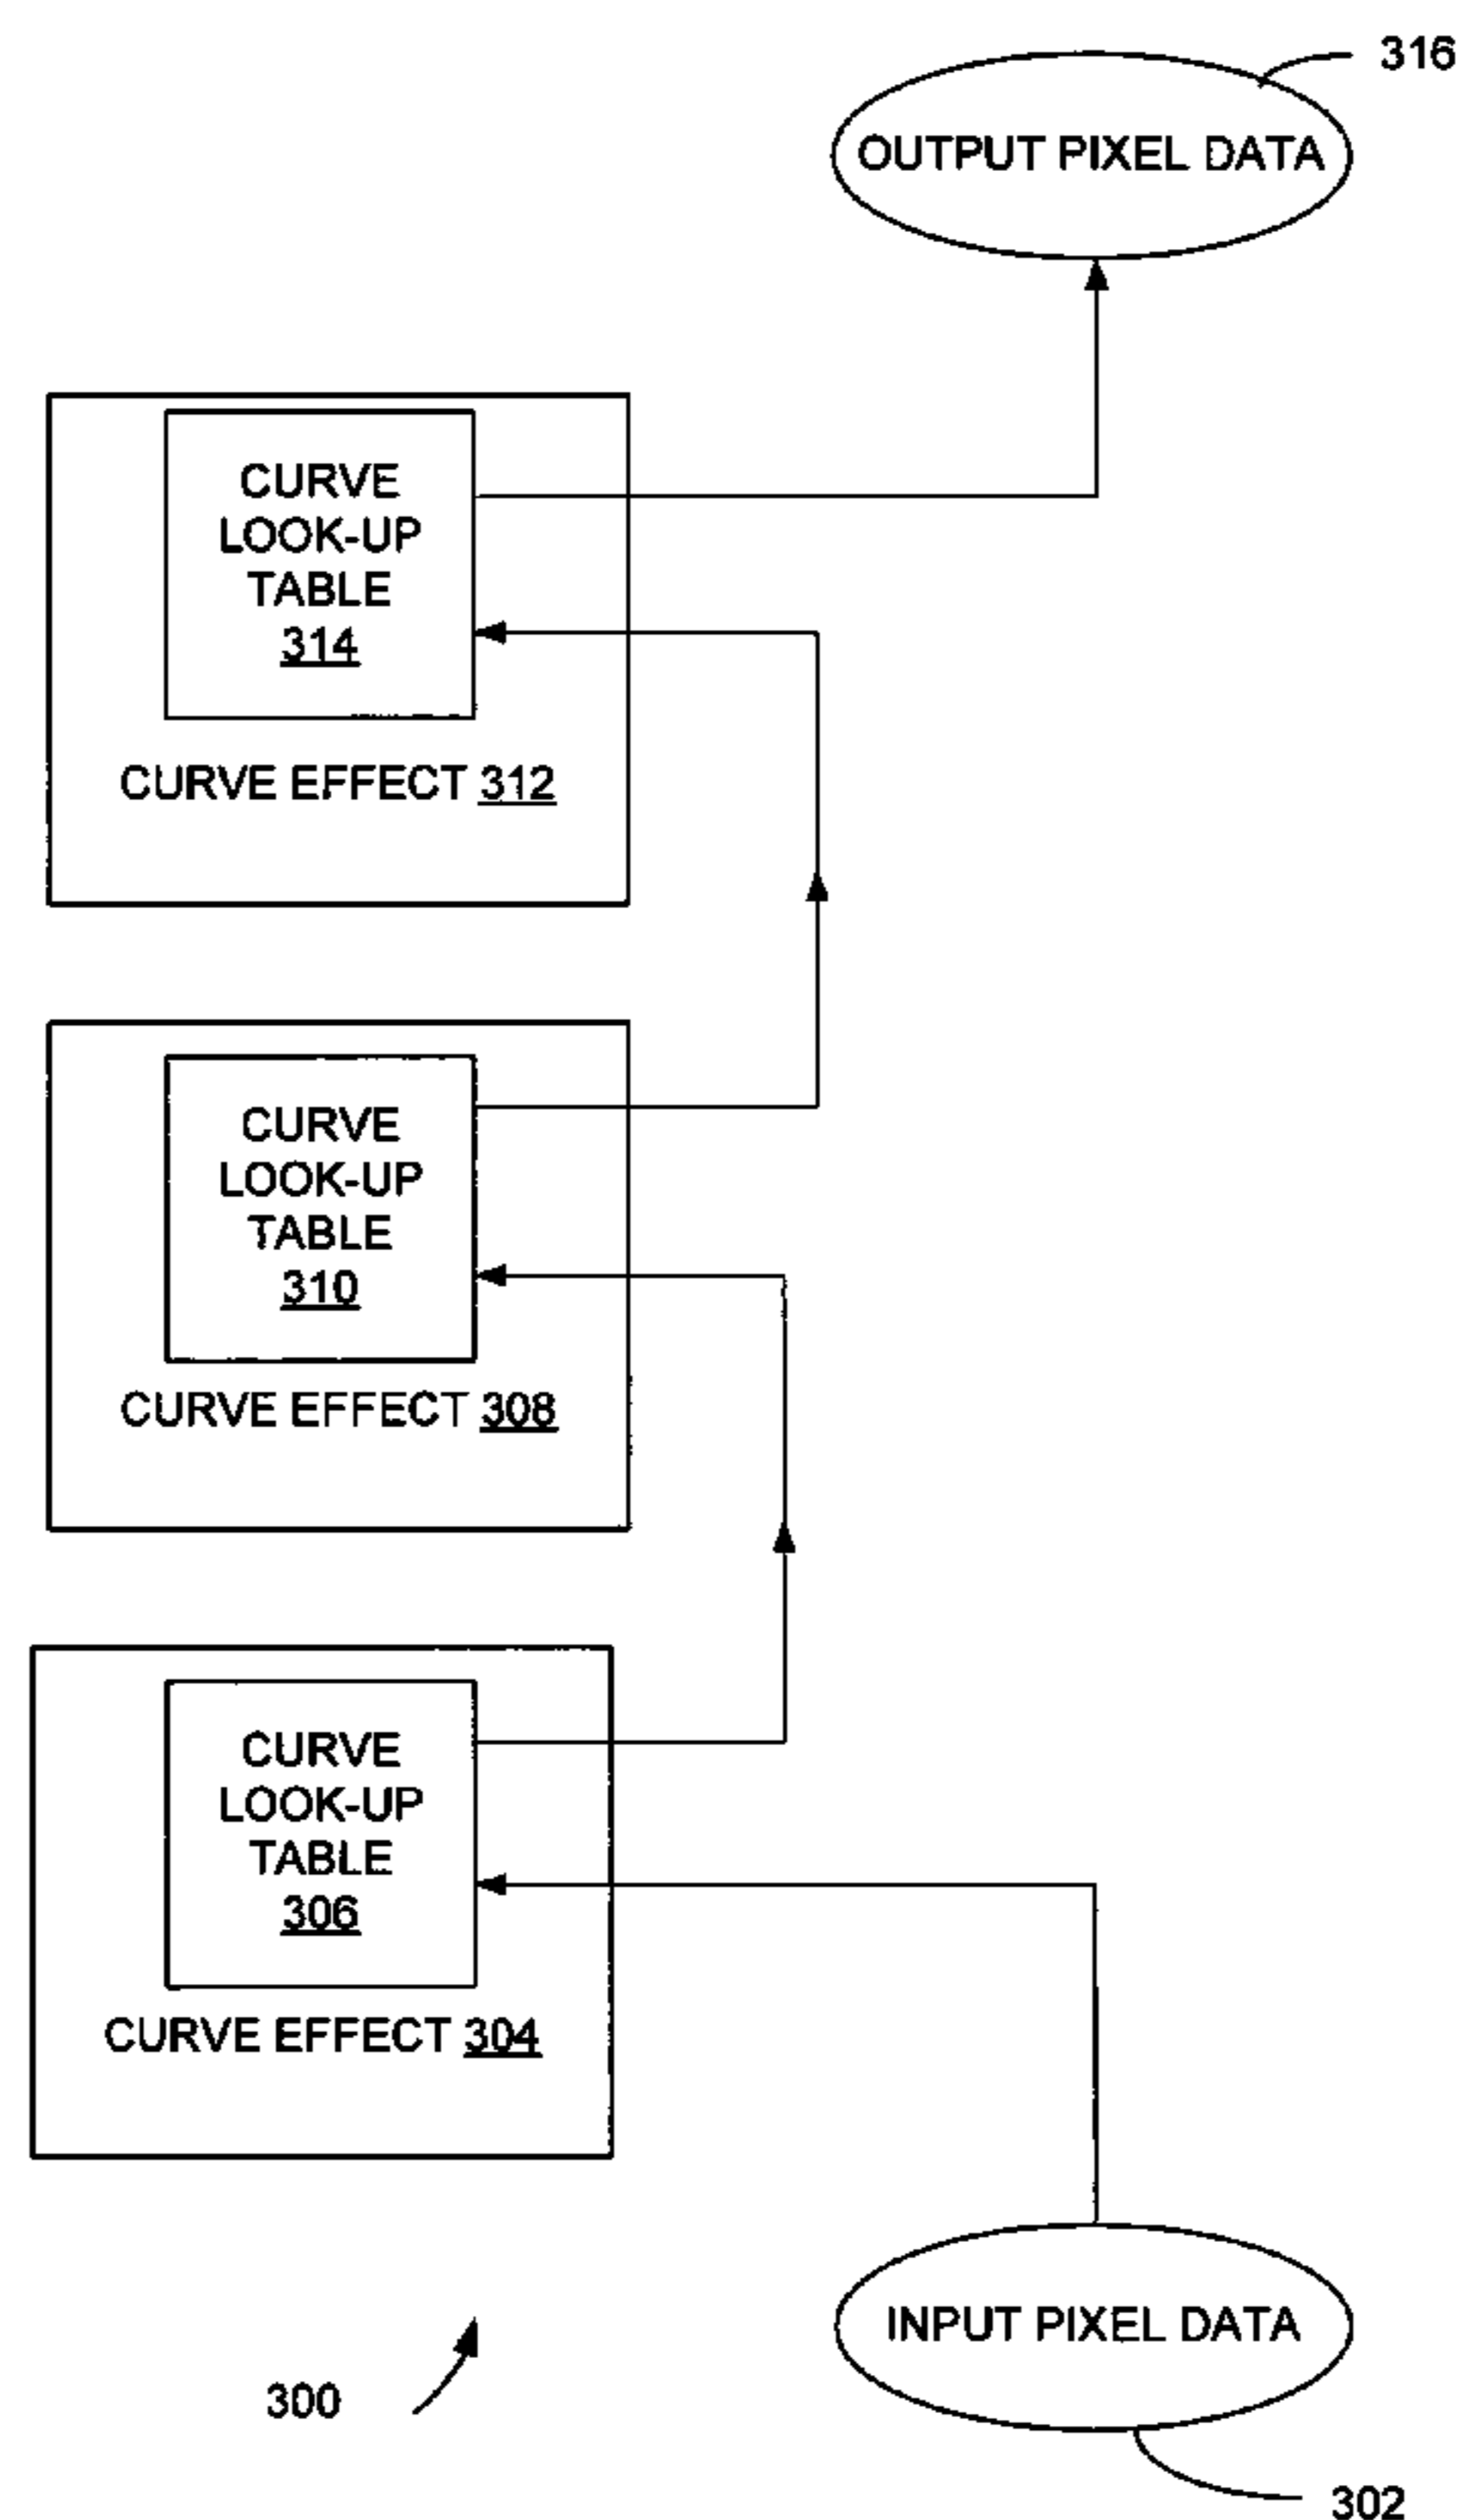 316
OUTPUT PIXEL DATA
CURVE
LOOK-UP
TABLE
314
CURVE EFFECT 312
CURVE
LOOK-UP
TABLE
310
CURVE EFFECT 308
CURVE
LOOK-UP
TABLE
306
CURVE EFFECT 304
INPUT PIXEL DATA
300
302